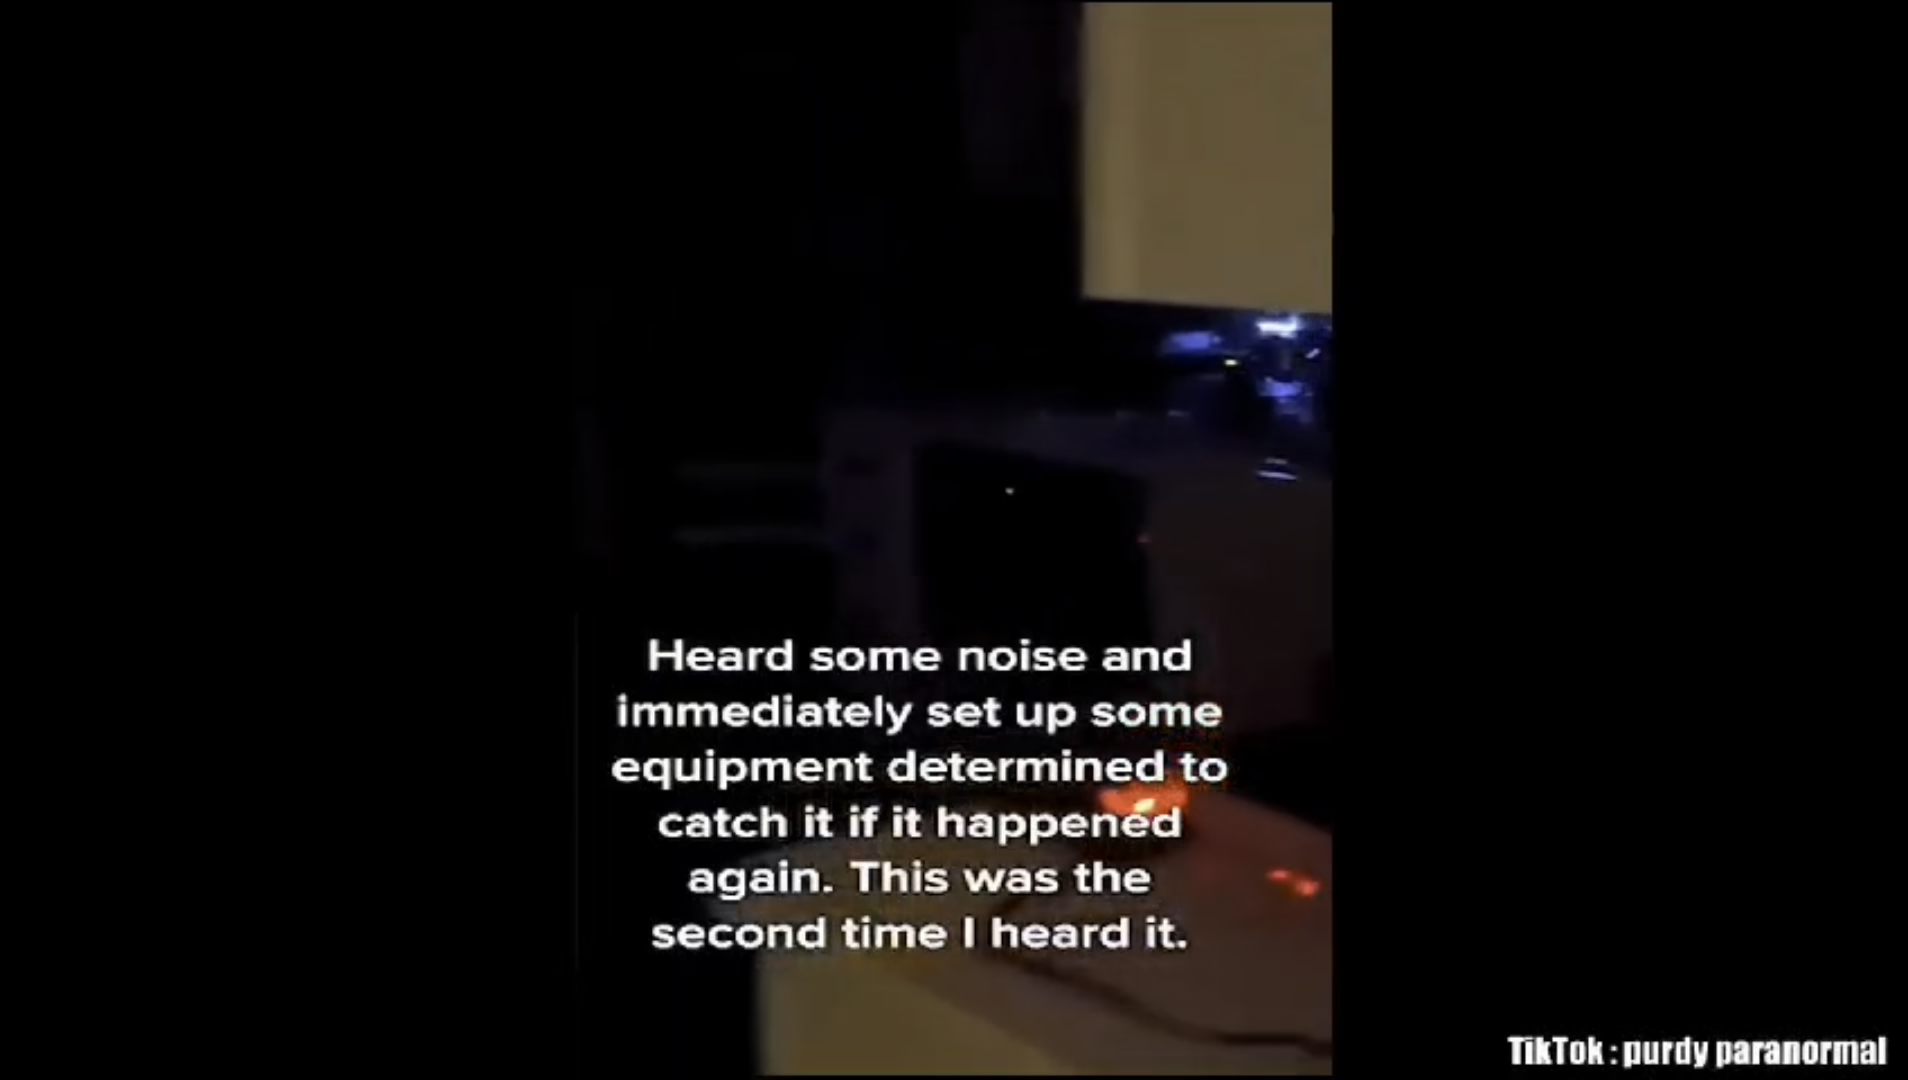 Heard some noise and
immediately set up some
equipment determined to
catch it if it happened
again. This was the
second time I heard it.
TikTok : purdy paranormal